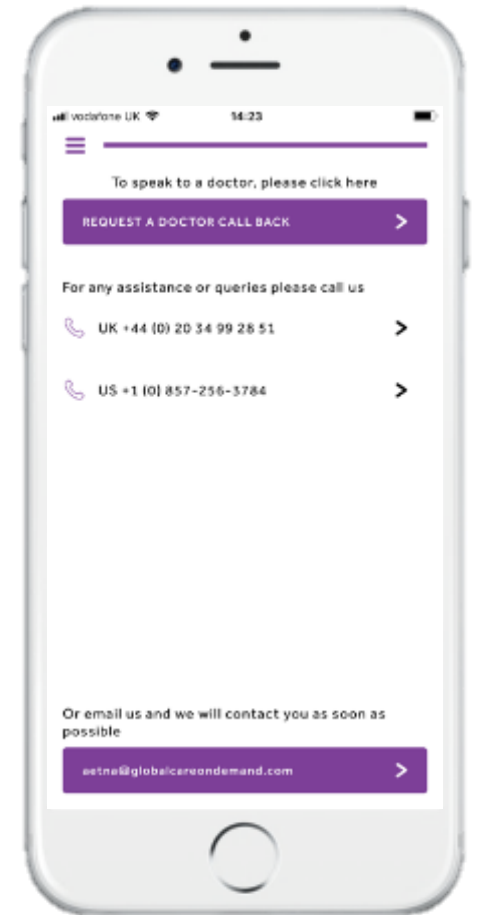 vodafone UK 14:23
To speak to a doctor, please click here
REQUEST A DOCTOR CALL BACK
For any assistance or queries please call us
UK +44 (0) 20 34 99 28 51
US +1 (0) 857-256-3784
Or email us and we will contact you as soon as
possible
aetna@globalcareondemand.com